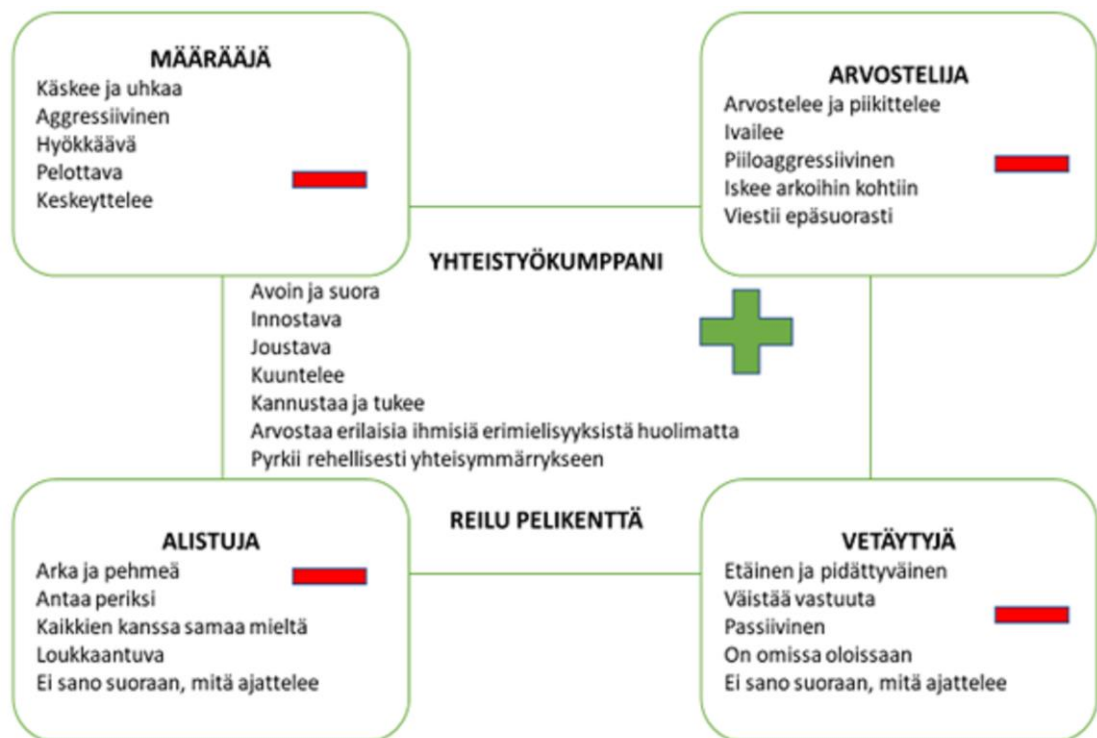 MÄÄRÄÄJÄ
Käskee ja uhkaa
Aggressiivinen
Hyökkäävä
Pelottava
Keskeyttelee
ARVOSTELIJA
Arvostelee ja piikittelee
Ivailee
Piiloaggressiivinen
Iskee arkoihin kohtiin
Viestii epäsuorasti
YHTEISTYÖKUMPPANI
Avoin ja suora
Innostava
Joustava
Kuuntelee
Kannustaa ja tukee
Arvostaa erilaisia ihmisiä erimielisyyksistä huolimatta
Pyrkii rehellisesti yhteisymmärrykseen
REILU PELIKENTTÄ
ALISTUJA
Arka ja pehmeä
Antaa periksi
Kaikkien kanssa samaa mieltä
Loukkaantuva
Ei sano suoraan, mitä ajattelee
VETÄYTYJÄ
Etäinen ja pidättyväinen
Väistää vastuuta
Passiivinen
On omissa oloissaan
Ei sano suoraan, mitä ajattelee